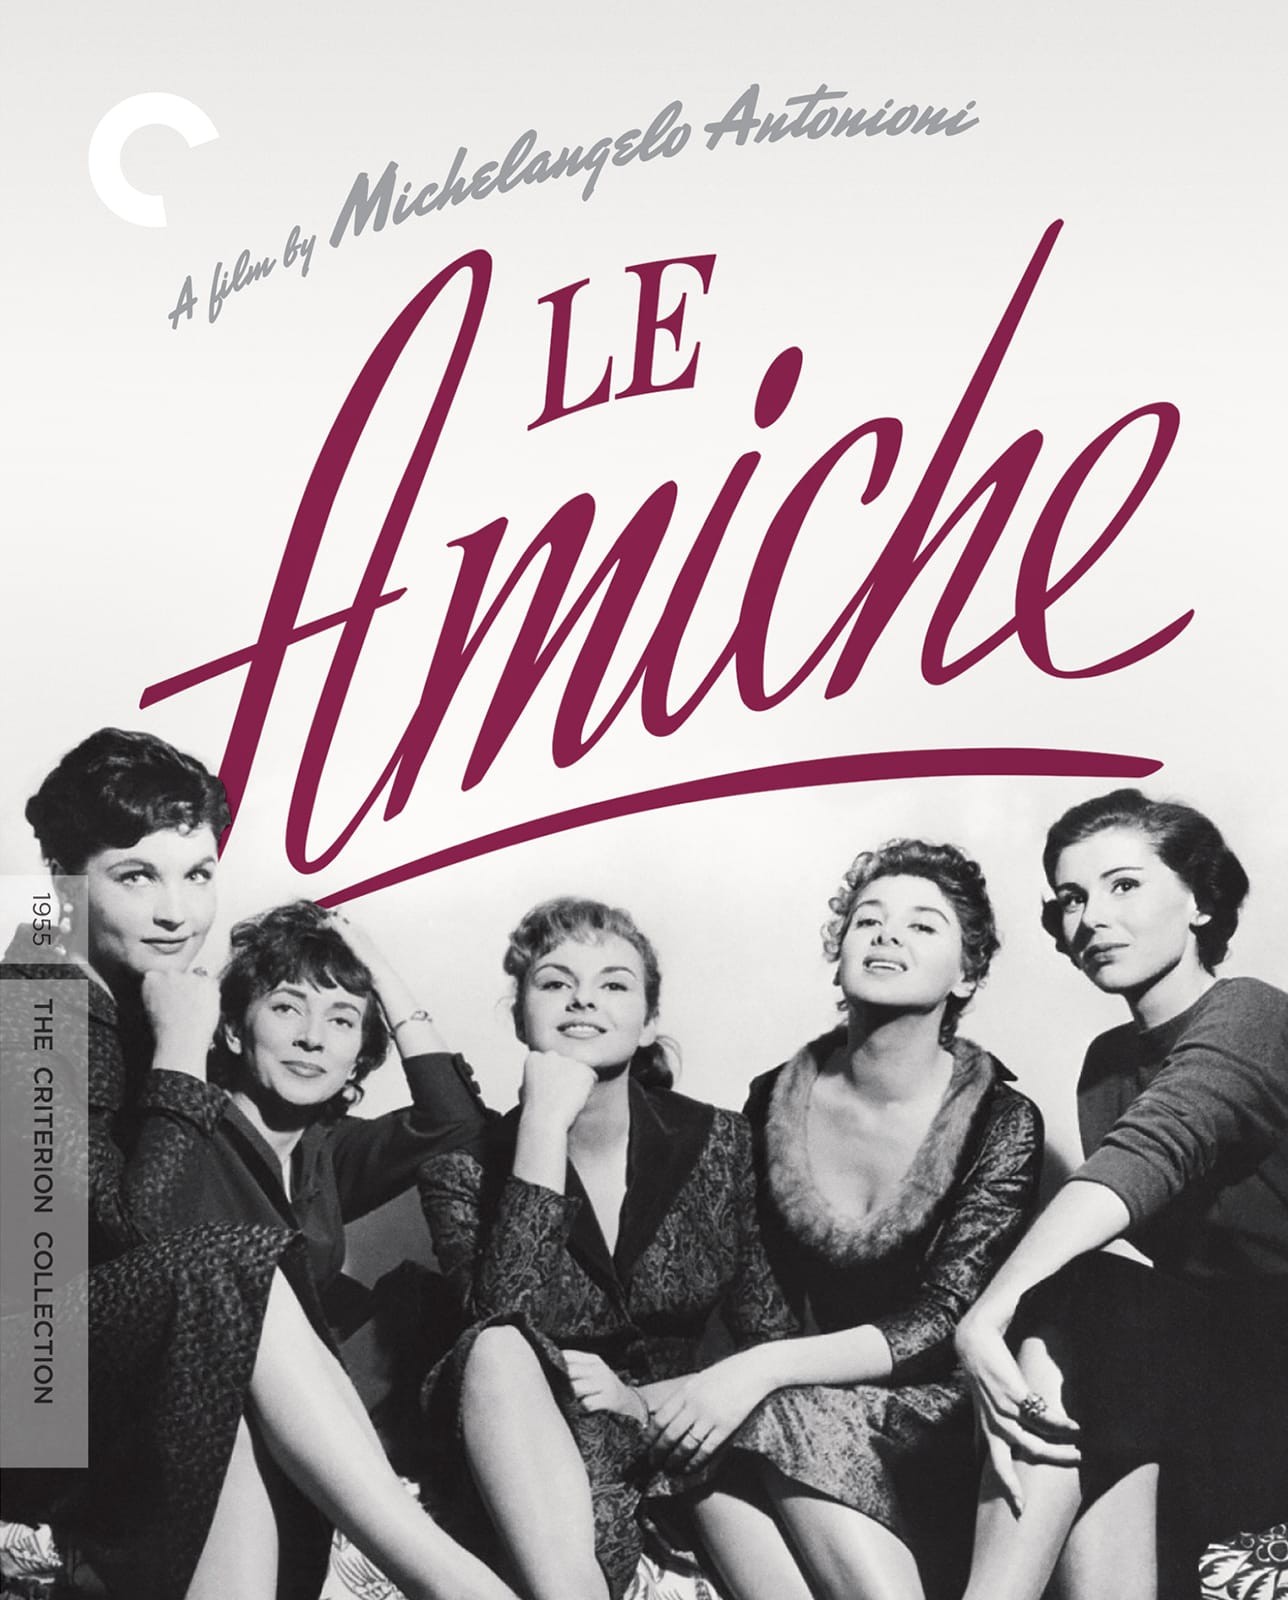 A film by Michelangelo Antonioni
LE
Amiche
1955
THE CRITERION COLLECTION